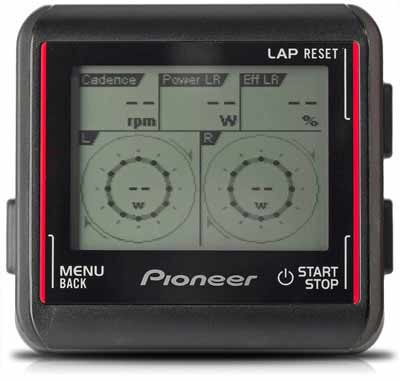 LAP RESET
Cadence Power LR Eff LR
-- -- --
rpm W %
L R
-- --
W W
MENU
BACK
Pioneer
START
STOP